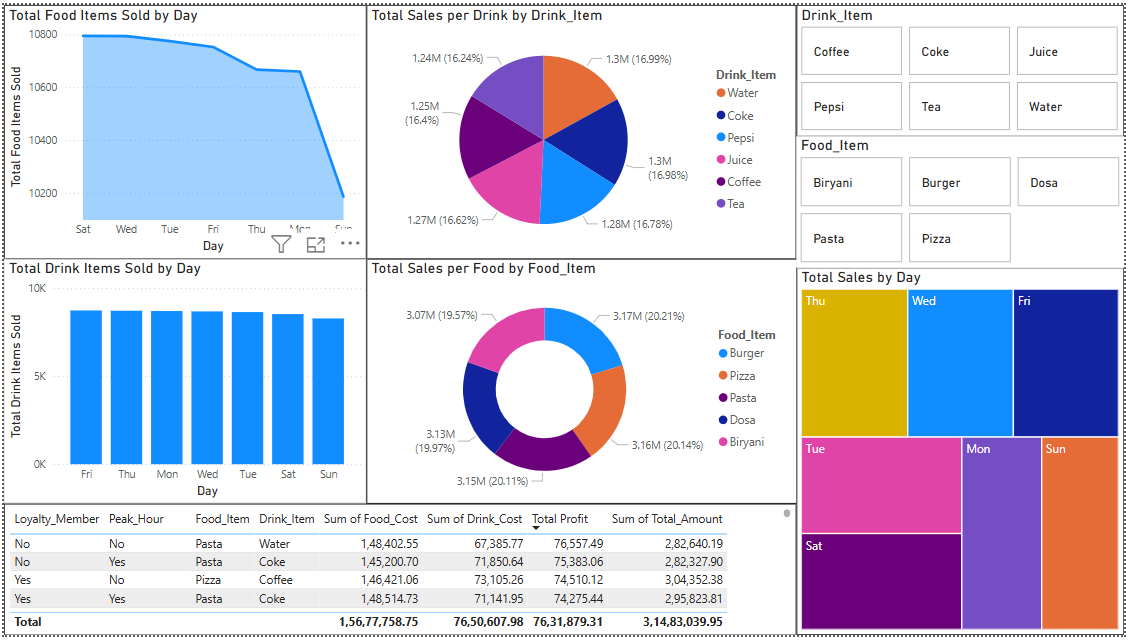 Total Food Items Sold by Day
Total Food Items Sold
10800
10600
10400
10200
Sat Wed Tue Fri Thu Mon Sun
Day
Total Sales per Drink by Drink_Item
1.24M (16.24%)
1.3M (16.99%)
1.25M
(16.4%)
1.3M
(16.98%)
1.27M (16.62%)
1.28M (16.78%)
Drink_Item
Water
Coke
Pepsi
Juice
Coffee
Tea
Drink_Item
Coffee Coke Juice
Pepsi Tea Water
Food_Item
Biryani Burger Dosa
Pasta Pizza
Total Drink Items Sold by Day
Total Drink Items Sold
10K
5K
0K
Fri Thu Mon Wed Tue Sat Sun
Day
Total Sales per Food by Food_Item
3.07M (19.57%)
3.17M (20.21%)
3.13M
(19.97%)
3.16M (20.14%)
3.15M (20.11%)
Food_Item
Burger
Pizza
Pasta
Dosa
Biryani
Total Sales by Day
Thu Wed Fri
Tue Mon Sun
Sat
Loyalty_Member Peak_Hour Food_Item Drink_Item Sum of Food_Cost Sum of Drink_Cost Total Profit Sum of Total_Amount
No No Pasta Water 1,48,402.55 67,385.77 76,557.49 2,82,640.19
No Yes Pasta Coke 1,45,200.70 71,850.64 75,383.06 2,82,327.90
Yes No Pizza Coffee 1,46,421.06 73,105.26 74,510.12 3,04,352.38
Yes Yes Pasta Coke 1,48,514.73 71,141.95 74,275.44 2,95,823.81
Total 1,56,77,758.75 76,50,607.98 76,31,879.31 3,14,83,039.95